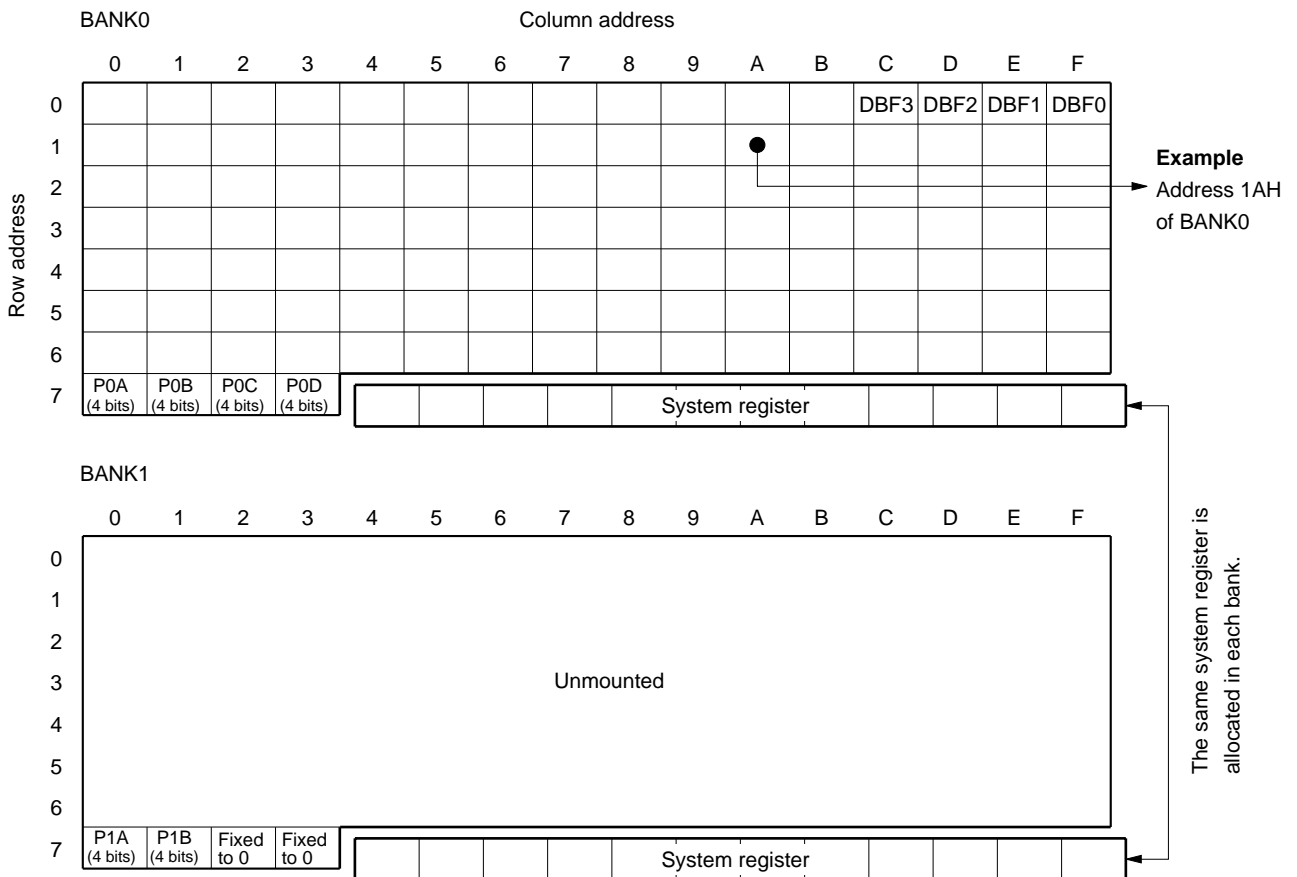 BANK0
Column address
0 1 2 3 4 5 6 7 8 9 A B C D E F
Row address
0 DBF3 DBF2 DBF1 DBF0
1
2
3
4
5
6
7 P0A (4 bits) P0B (4 bits) P0C (4 bits) P0D (4 bits) System register
Example
Address 1AH
of BANK0
BANK1
0 1 2 3 4 5 6 7 8 9 A B C D E F
0
1
2
3 Unmounted
4
5
6
7 P1A (4 bits) P1B (4 bits) Fixed to 0 Fixed to 0 System register
The same system register is
allocated in each bank.